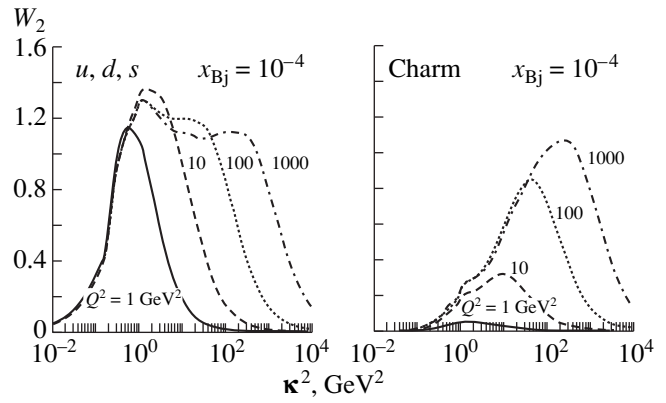 W₂
1.6
u, d, s
x_Bj = 10⁻⁴
Charm
x_Bj = 10⁻⁴
1.2
0.8
0.4
0
10
100
1000
Q² = 1 GeV²
1000
100
10
Q² = 1 GeV²
10⁻² 10⁰ 10² 10⁴
10⁻² 10⁰ 10² 10⁴
κ², GeV²